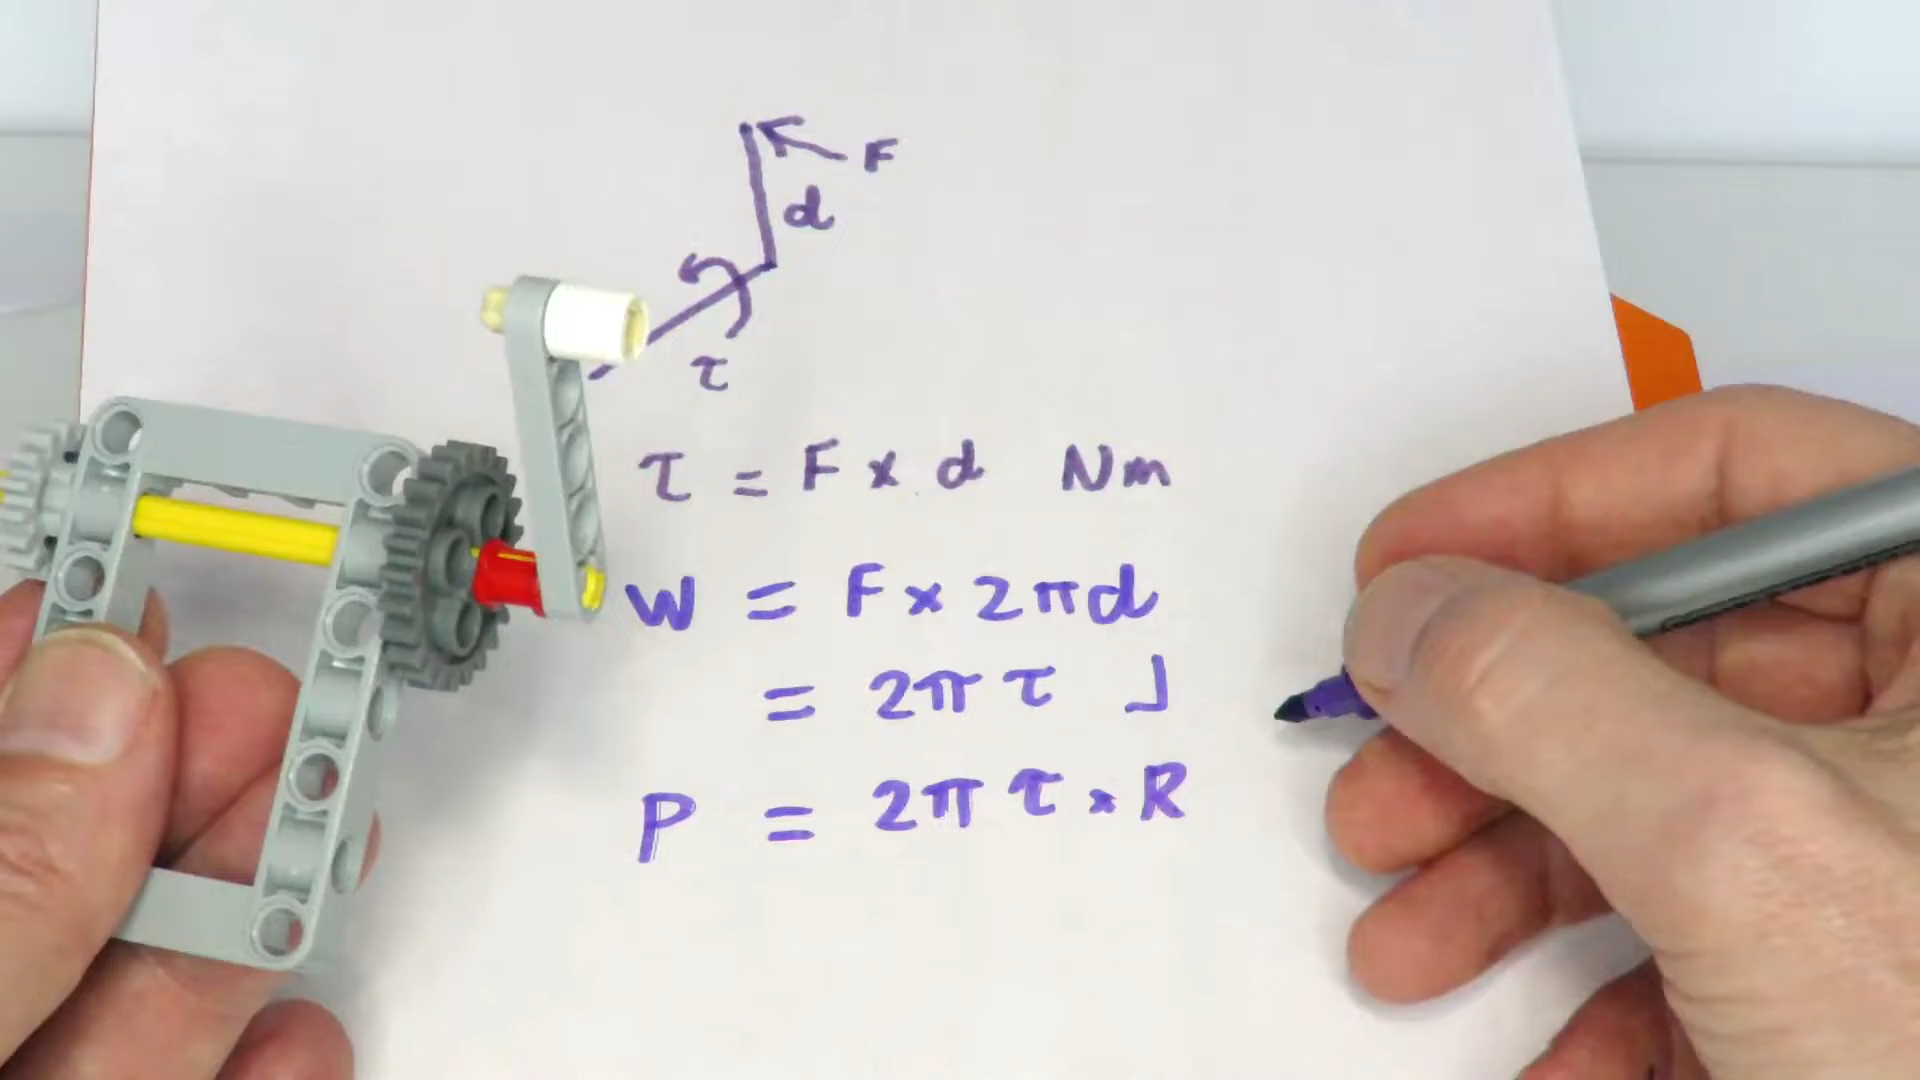 F
d
τ
τ = F x d Nm
W = F x 2πd
= 2πτ J
P = 2πτ x R